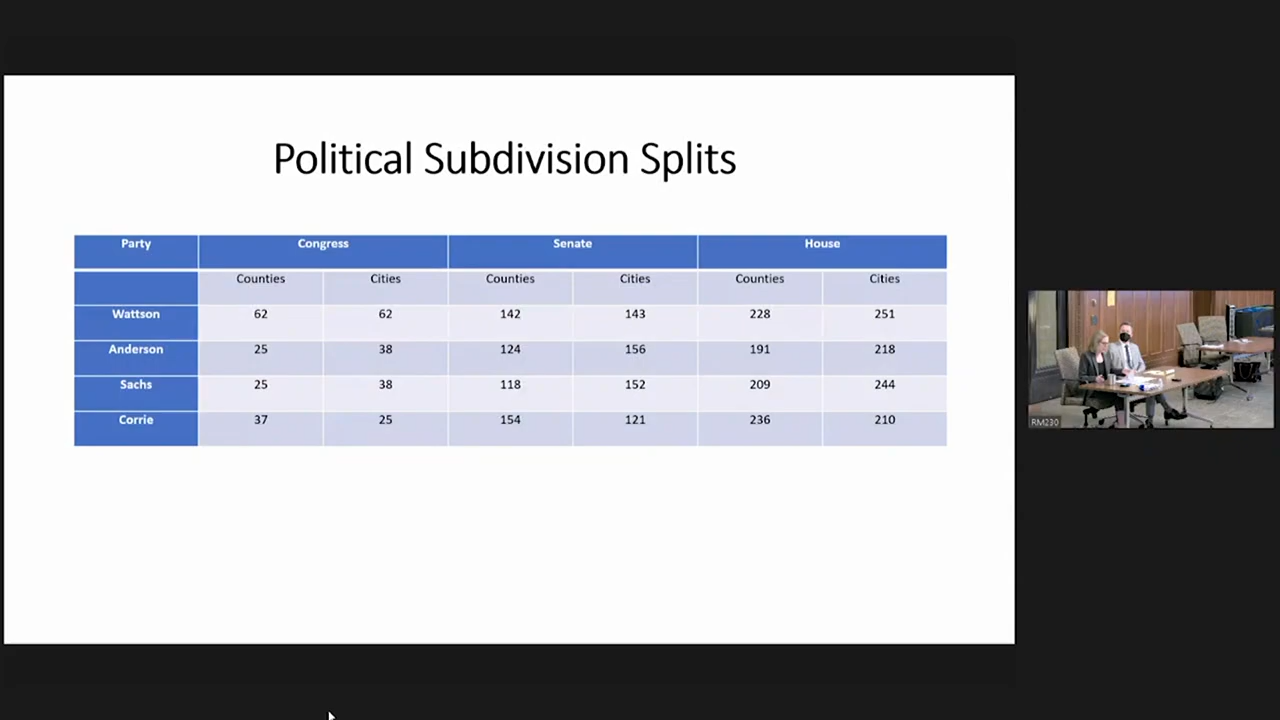 Political Subdivision Splits
Party Congress Senate House
Counties Cities Counties Cities Counties Cities
Wattson 62 62 142 143 228 251
Anderson 25 38 124 156 191 218
Sachs 25 38 118 152 209 244
Corrie 37 25 154 121 236 210
RM230